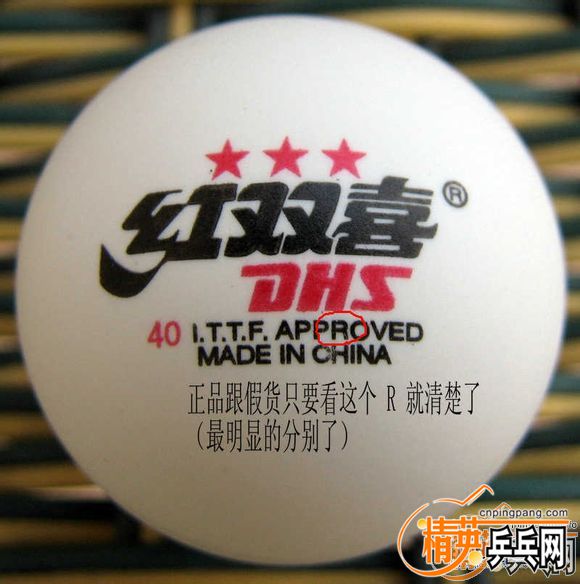 ★★★
红双喜®
DHS
40 I.T.T.F. APPROVED
MADE IN CHINA
正品跟假货只要看这个 R 就清楚了
(最明显的分别了)
cnpingpang.com
精英乒乓网